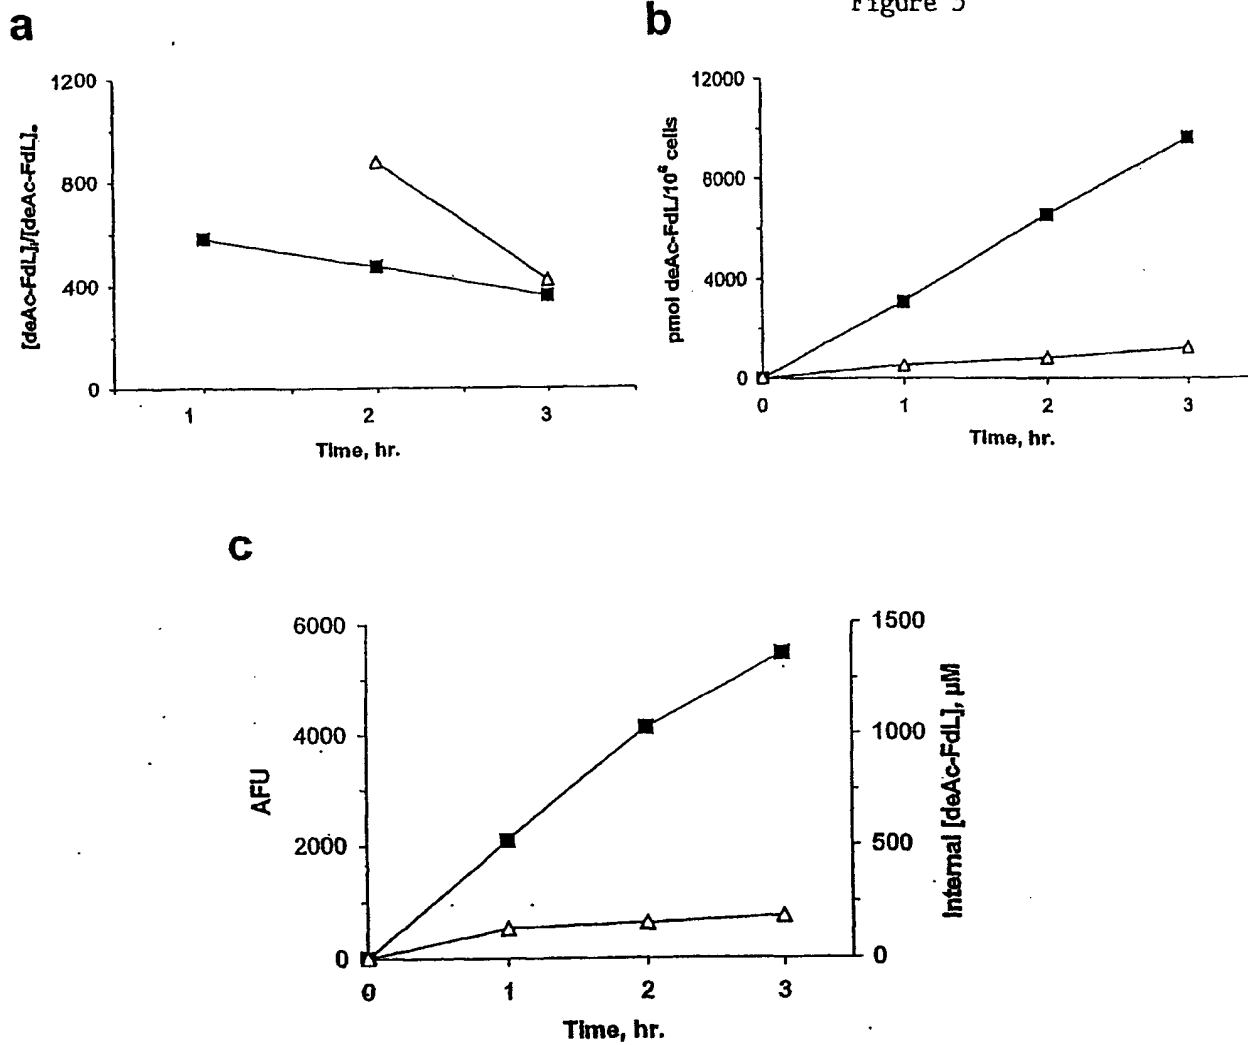 Figure 5
a
1200
800
400
0
[deAc-FdL]ᵢ/[deAc-FdL]ₒ
1 2 3
Time, hr.
b
12000
8000
4000
0
pmol deAc-FdL/10⁶ cells
0 1 2 3
Time, hr.
c
6000
4000
2000
0
AFU
1500
1000
500
0
Internal [deAc-FdL], µM
0 1 2 3
Time, hr.